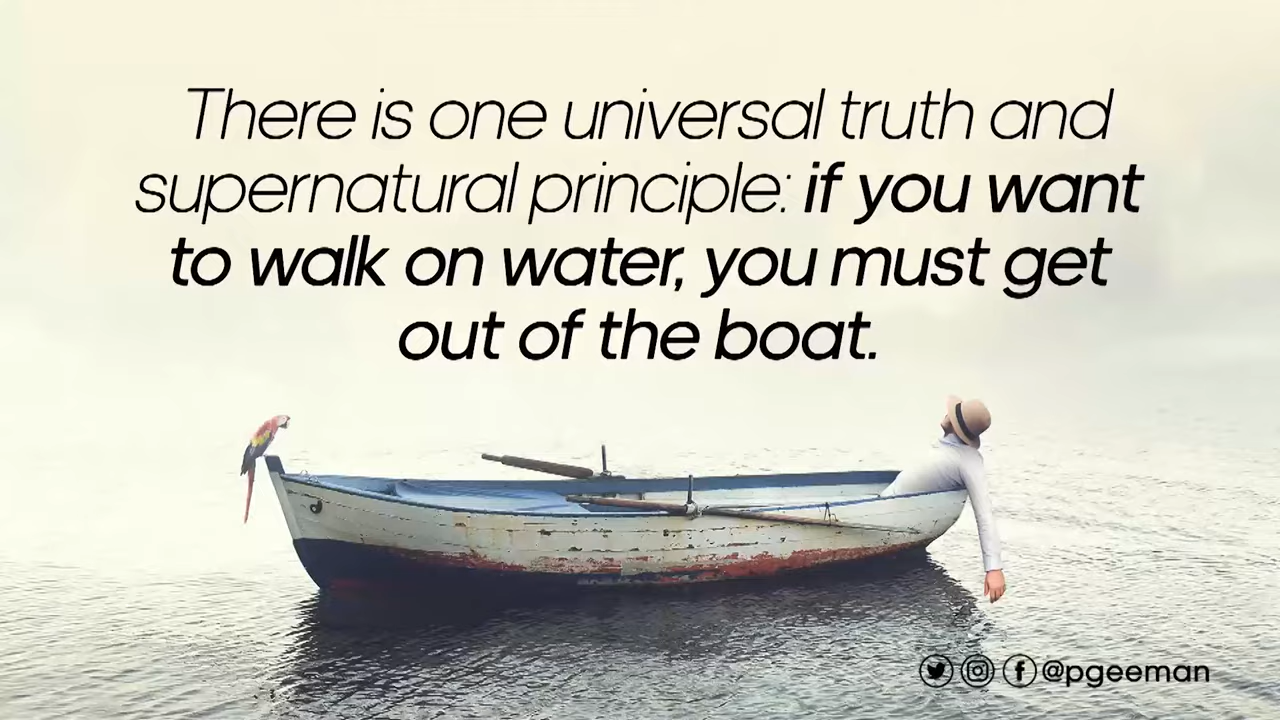 There is one universal truth and
supernatural principle: if you want
to walk on water, you must get
out of the boat.
@pgeeman